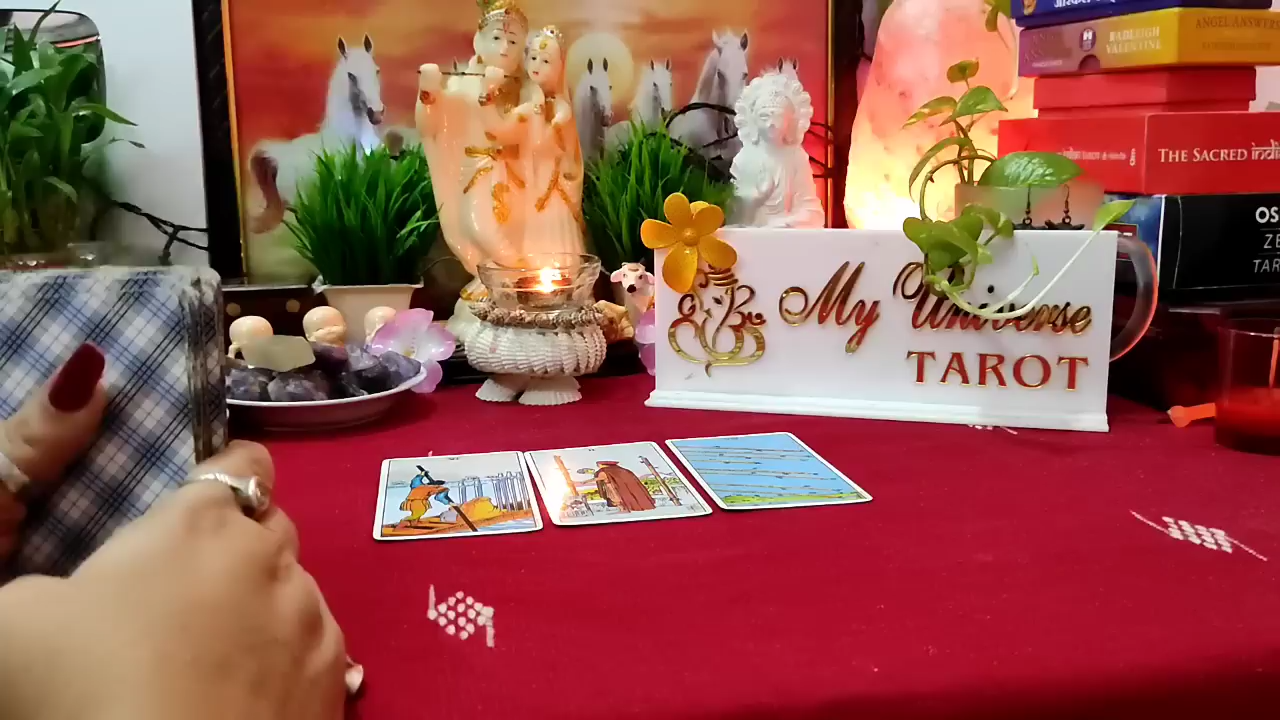 ANGEL ANSWERS
RADLEIGH
VALENTINE
THE SACRED indi
OS
ZE
TAR
My Universe
TAROT